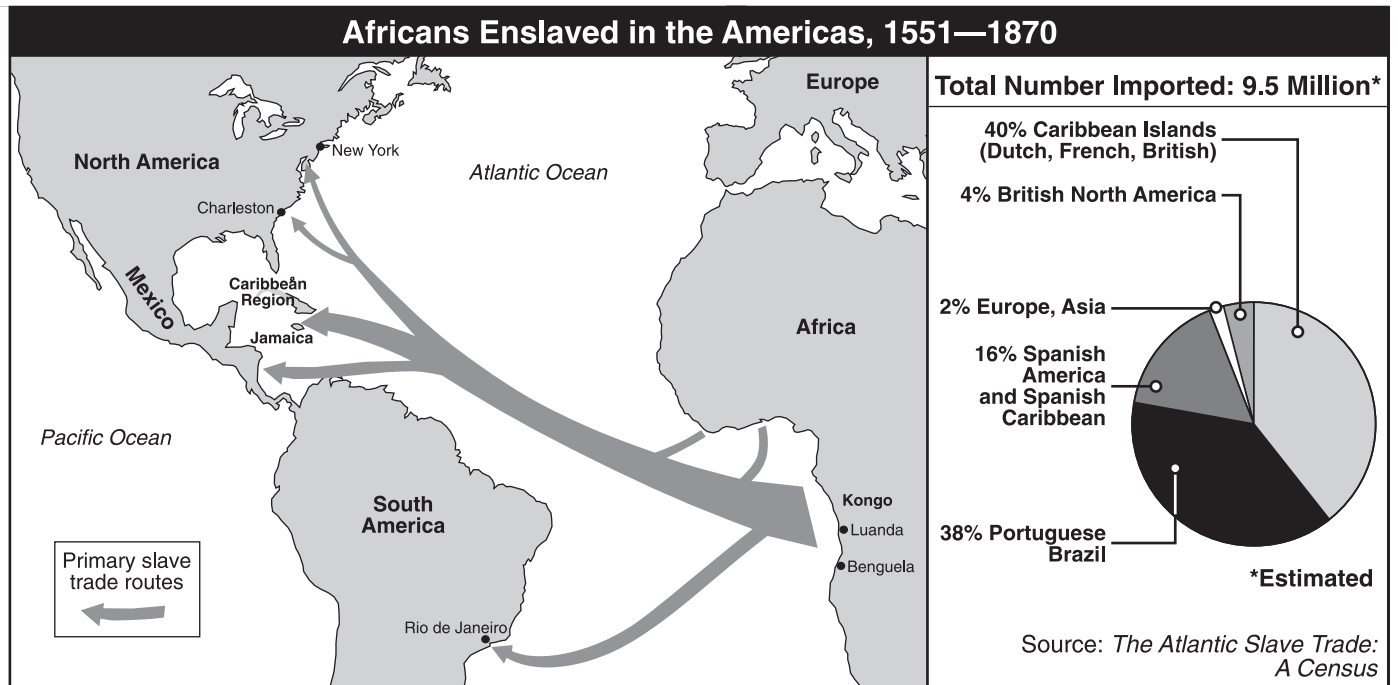 Africans Enslaved in the Americas, 1551—1870
Europe
North America
New York
Atlantic Ocean
Charleston
Mexico
Caribbean
Region
Jamaica
Africa
Pacific Ocean
South
America
Kongo
Luanda
Benguela
Rio de Janeiro
Primary slave
trade routes
Total Number Imported: 9.5 Million*
40% Caribbean Islands
(Dutch, French, British)
4% British North America
2% Europe, Asia
16% Spanish
America
and Spanish
Caribbean
38% Portuguese
Brazil
*Estimated
Source: The Atlantic Slave Trade:
A Census